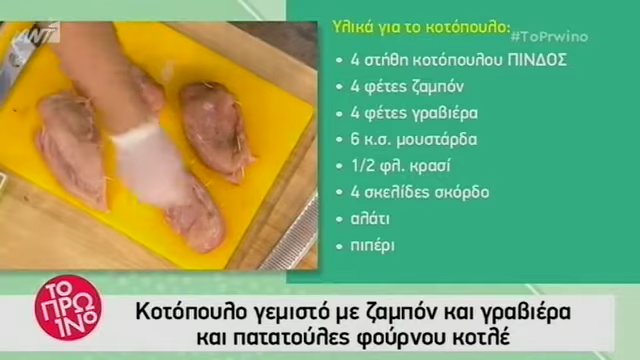 ANT1
Υλικά για το κοτόπουλο:
#ToPrwino
• 4 στήθη κοτόπουλου ΠΙΝΔΟΣ
• 4 φέτες ζαμπόν
• 4 φέτες γραβιέρα
• 6 κ.σ. μουστάρδα
• 1/2 φλ. κρασί
• 4 σκελίδες σκόρδο
• αλάτι
• πιπέρι
ΤΟ
ΠΡΩ
ΙΝΟ
Κοτόπουλο γεμιστό με ζαμπόν και γραβιέρα
και πατατούλες φούρνου κοτλέ